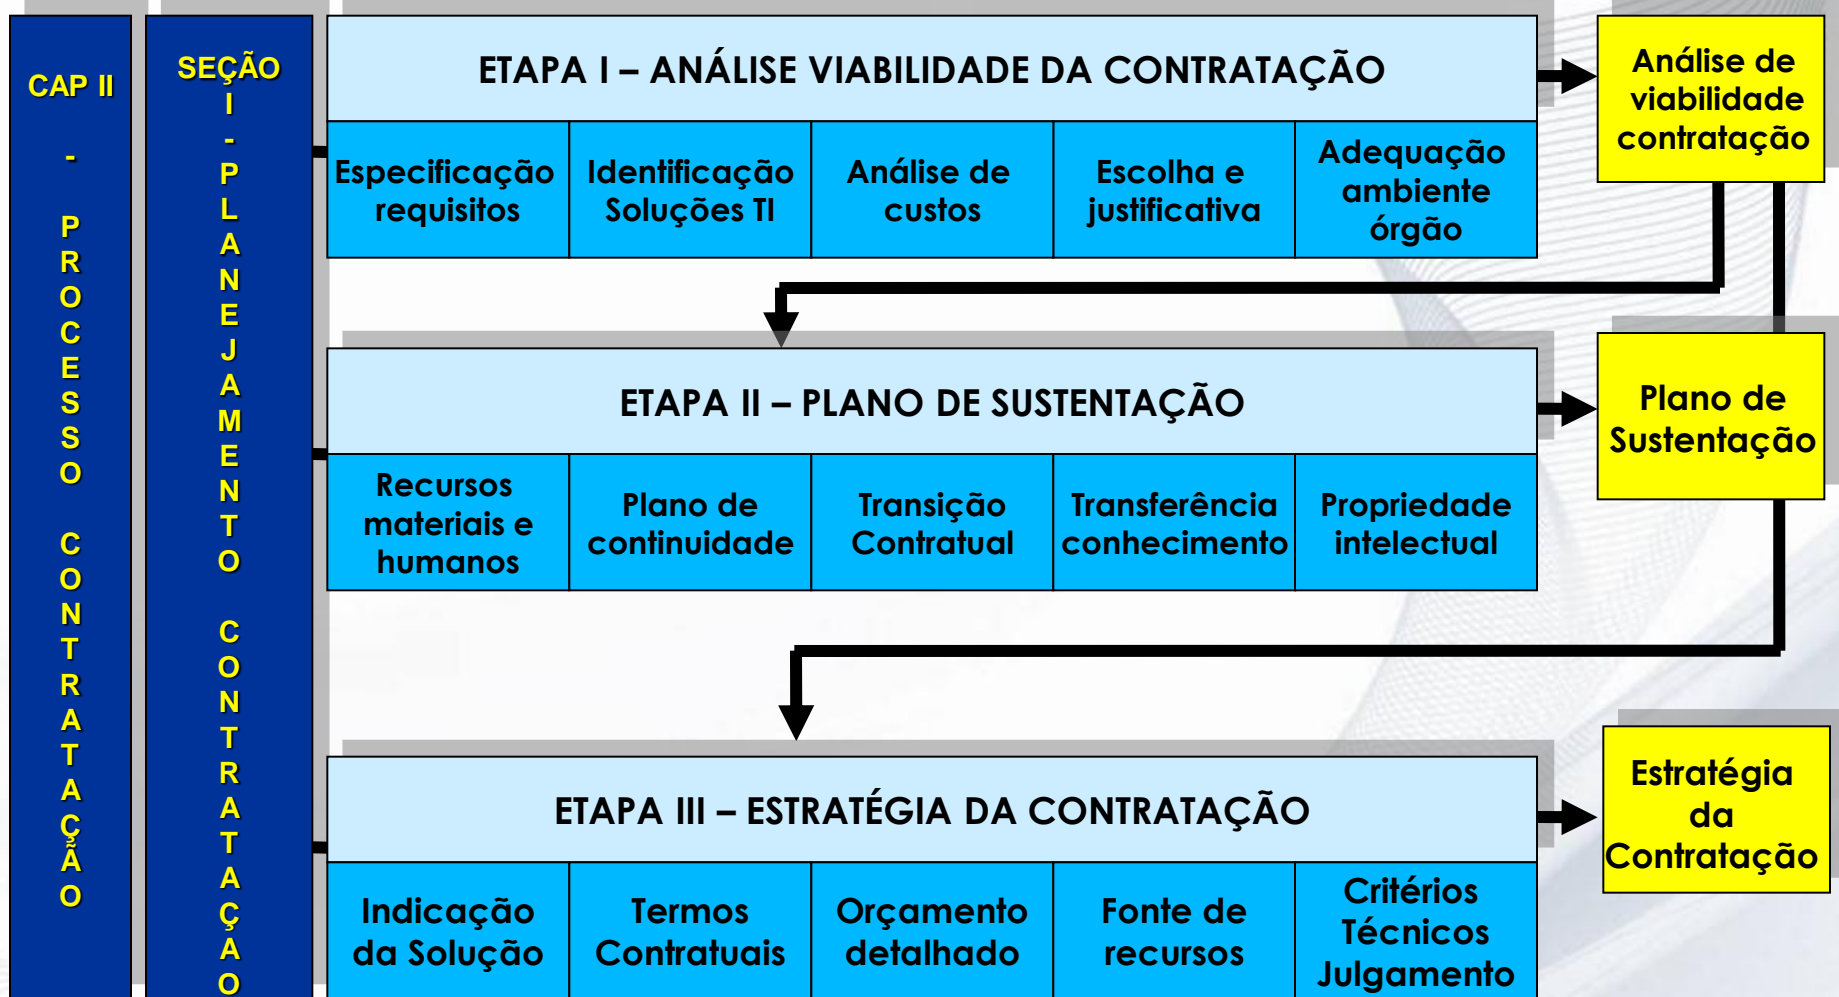 CAP II
-
PROCESSO
CONTRATAÇÃO
SEÇÃO
I
-
PLANEJAMENTO
CONTRATAÇAO
ETAPA I – ANÁLISE VIABILIDADE DA CONTRATAÇÃO
Especificação
requisitos
Identificação
Soluções TI
Análise de
custos
Escolha e
justificativa
Adequação
ambiente
órgão
Análise de
viabilidade
contratação
ETAPA II – PLANO DE SUSTENTAÇÃO
Recursos
materiais e
humanos
Plano de
continuidade
Transição
Contratual
Transferência
conhecimento
Propriedade
intelectual
Plano de
Sustentação
ETAPA III – ESTRATÉGIA DA CONTRATAÇÃO
Indicação
da Solução
Termos
Contratuais
Orçamento
detalhado
Fonte de
recursos
Critérios
Técnicos
Julgamento
Estratégia
da
Contratação